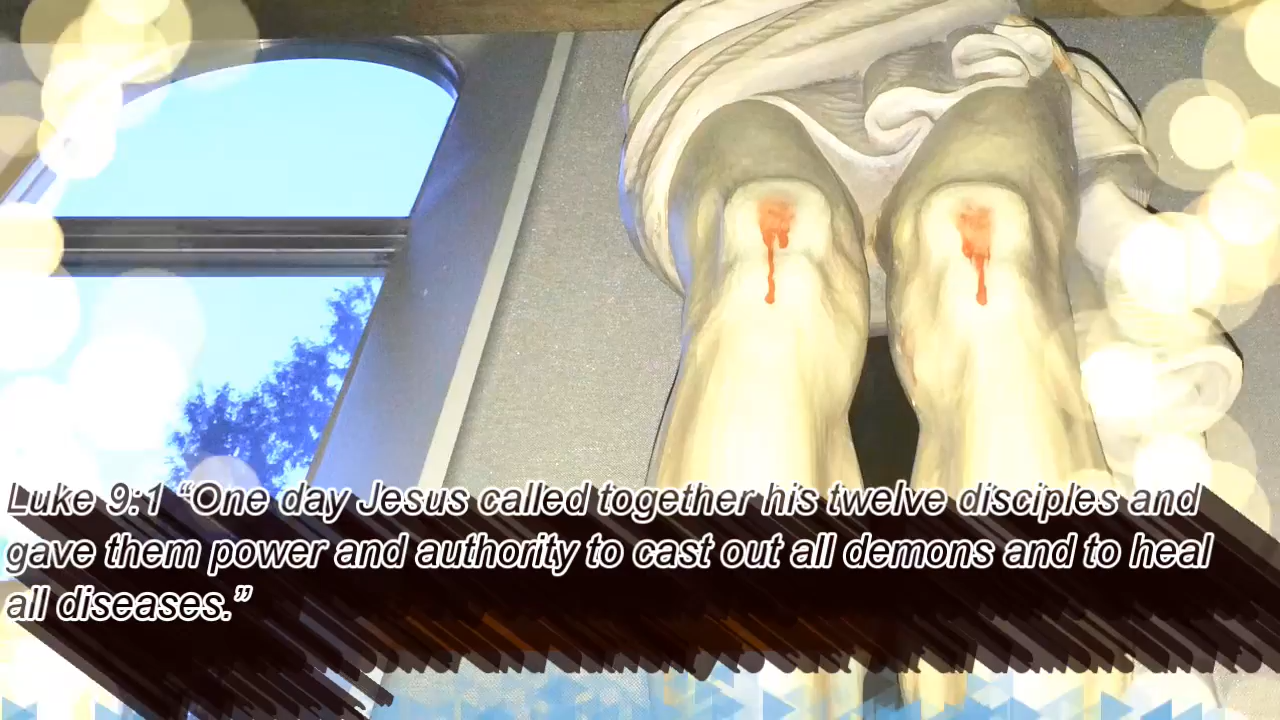 Luke 9:1 “One day Jesus called together his twelve disciples and
gave them power and authority to cast out all demons and to heal
all diseases.”